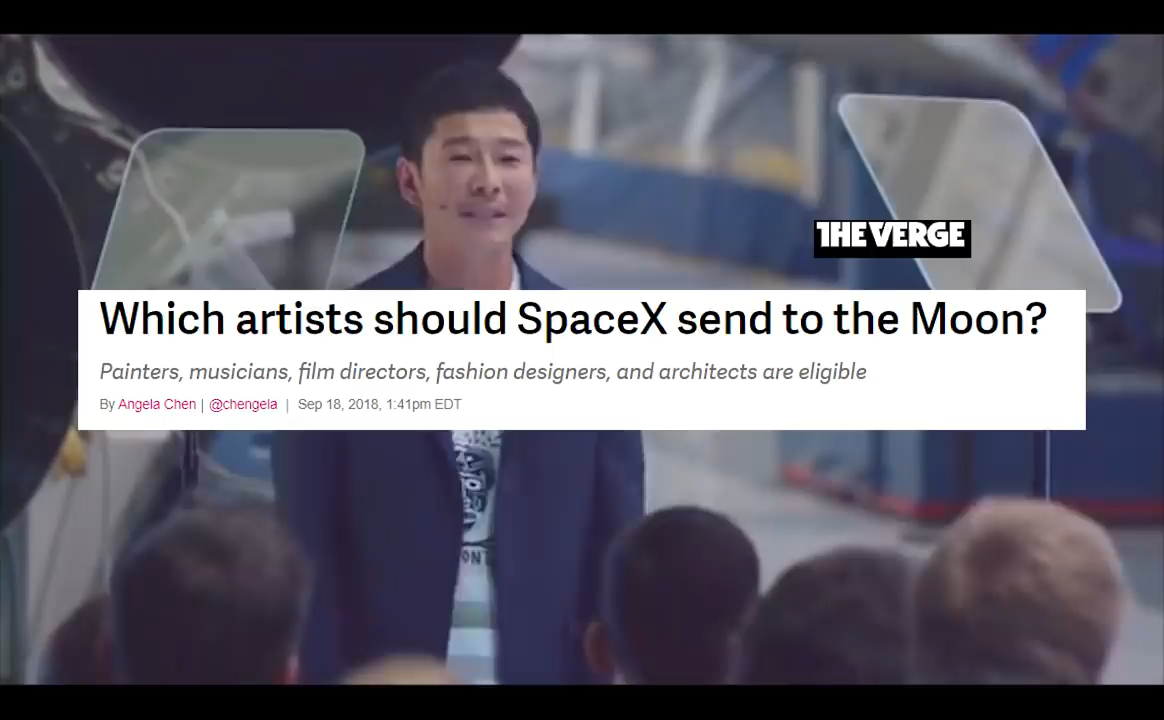 THE VERGE
Which artists should SpaceX send to the Moon?
Painters, musicians, film directors, fashion designers, and architects are eligible
By Angela Chen | @chengela | Sep 18, 2018, 1:41pm EDT